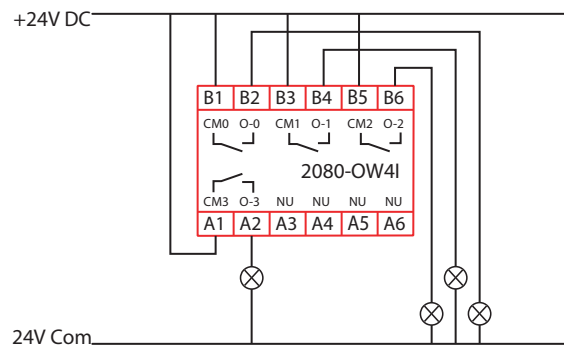 +24V DC
B1 B2 B3 B4 B5 B6
CM0 O-0 CM1 O-1 CM2 O-2
2080-OW4I
CM3 O-3 NU NU NU NU
A1 A2 A3 A4 A5 A6
24V Com